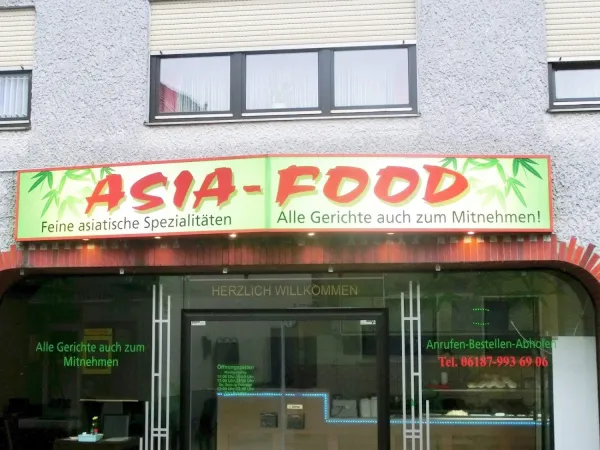 ASIA-FOOD
Feine asiatische Spezialitäten
Alle Gerichte auch zum Mitnehmen!
HERZLICH WILLKOMMEN
Alle Gerichte auch zum
Mitnehmen
Öffnungszeiten
Anrufen-Bestellen-Abholen
Tel. 06187-993 69 06